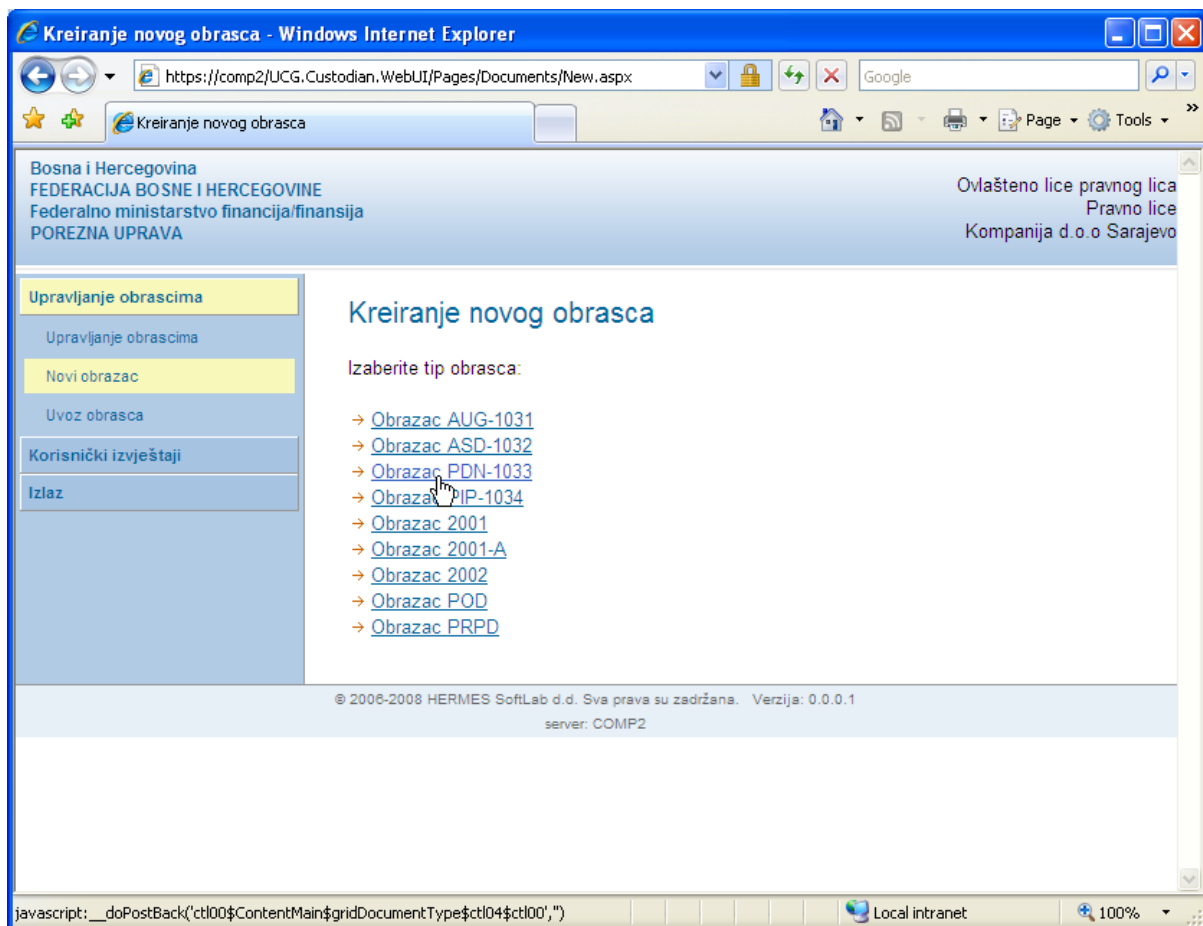 Kreiranje novog obrasca - Windows Internet Explorer
https://comp2/UCG.Custodian.WebUI/Pages/Documents/New.aspx
Google
Kreiranje novog obrasca
Page
Tools
Bosna i Hercegovina
FEDERACIJA BOSNE I HERCEGOVINE
Federalno ministarstvo financija/finansija
POREZNA UPRAVA
Ovlašteno lice pravnog lica
Pravno lice
Kompanija d.o.o Sarajevo
Upravljanje obrascima
Upravljanje obrascima
Novi obrazac
Uvoz obrasca
Korisnički izvještaji
Izlaz
Kreiranje novog obrasca
Izaberite tip obrasca:
→ Obrazac AUG-1031
→ Obrazac ASD-1032
→ Obrazac PDN-1033
→ Obrazac PIP-1034
→ Obrazac 2001
→ Obrazac 2001-A
→ Obrazac 2002
→ Obrazac POD
→ Obrazac PRPD
© 2006-2008 HERMES SoftLab d.d. Sva prava su zadržana. Verzija: 0.0.0.1
server: COMP2
javascript:__doPostBack('ctl00$ContentMain$gridDocumentType$ctl04$ctl00','')
Local intranet
100%